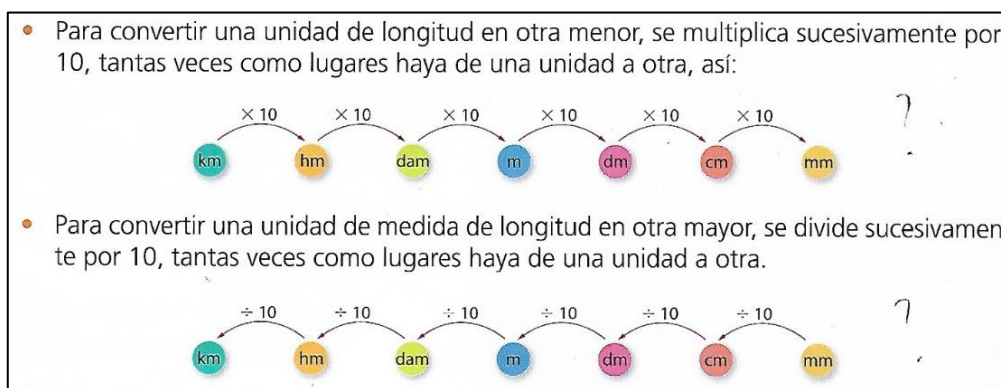 • Para convertir una unidad de longitud en otra menor, se multiplica sucesivamente por
10, tantas veces como lugares haya de una unidad a otra, así:
× 10 × 10 × 10 × 10 × 10 × 10
km hm dam m dm cm mm
?
• Para convertir una unidad de medida de longitud en otra mayor, se divide sucesivamen
te por 10, tantas veces como lugares haya de una unidad a otra.
÷ 10 ÷ 10 ÷ 10 ÷ 10 ÷ 10 ÷ 10
km hm dam m dm cm mm
?